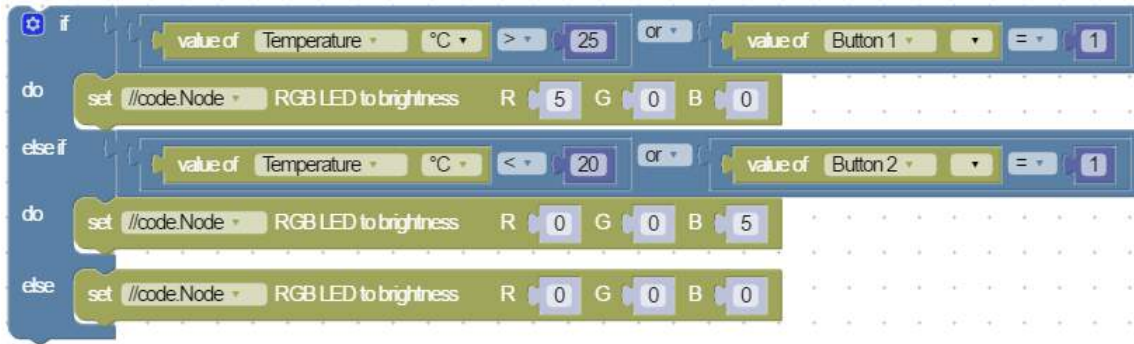 if value of Temperature °C > 25 or value of Button 1 = 1
do set //code.Node RGB LED to brightness R 5 G 0 B 0
else if value of Temperature °C < 20 or value of Button 2 = 1
do set //code.Node RGB LED to brightness R 0 G 0 B 5
else set //code.Node RGB LED to brightness R 0 G 0 B 0